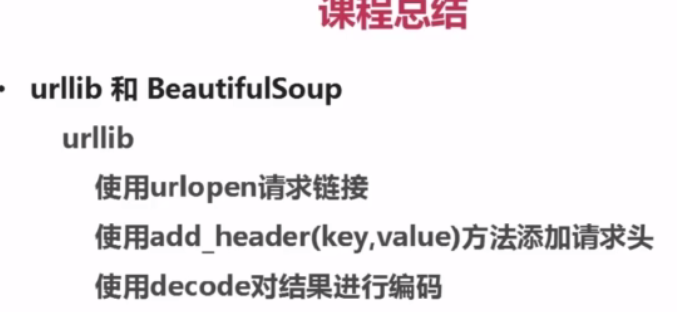 课程总结
• urllib 和 BeautifulSoup
urllib
使用urlopen请求链接
使用add_header(key,value)方法添加请求头
使用decode对结果进行编码